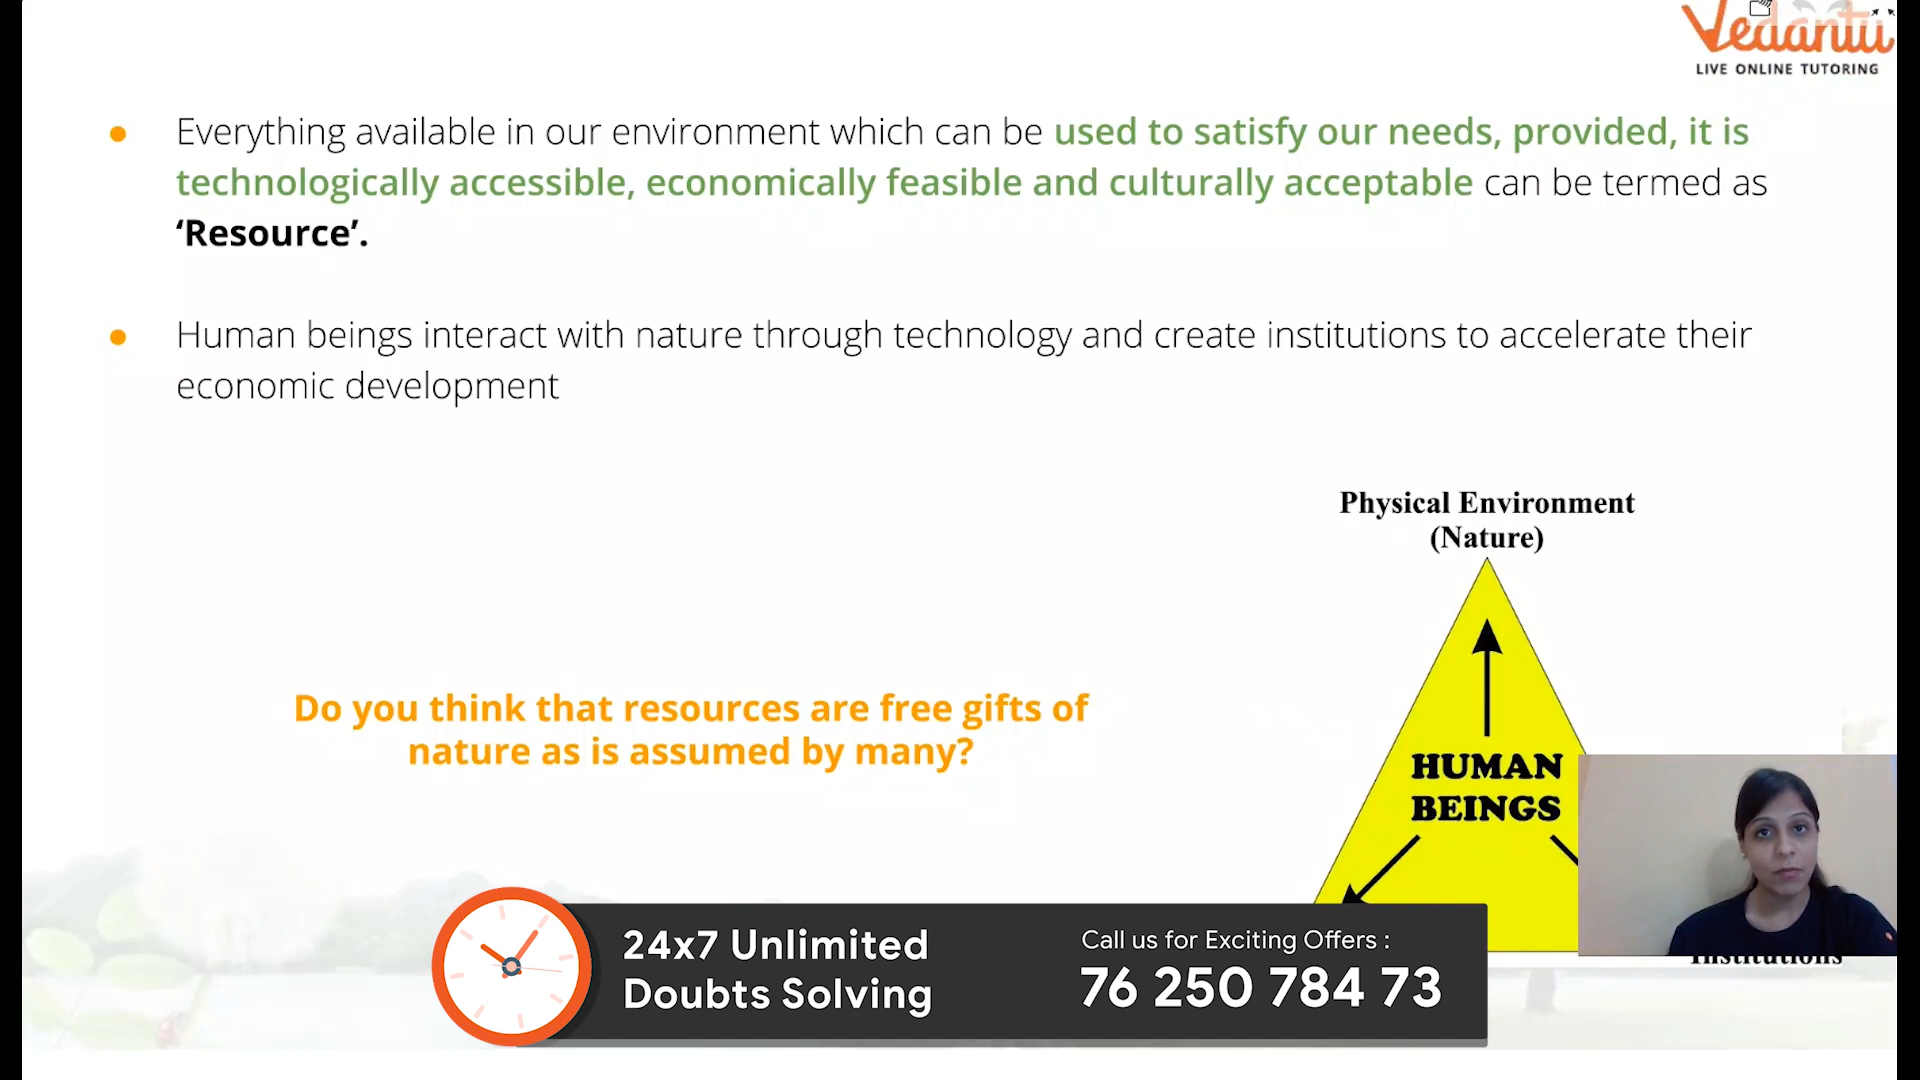 Vedantu
LIVE ONLINE TUTORING
Everything available in our environment which can be used to satisfy our needs, provided, it is
technologically accessible, economically feasible and culturally acceptable can be termed as
‘Resource’.
Human beings interact with nature through technology and create institutions to accelerate their
economic development
Physical Environment
(Nature)
Do you think that resources are free gifts of
nature as is assumed by many?
HUMAN
BEINGS
Institutions
24x7 Unlimited
Doubts Solving
Call us for Exciting Offers :
76 250 784 73